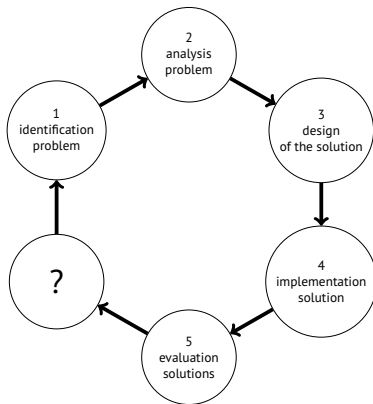 1
identification
problem
2
analysis
problem
3
design
of the solution
4
implementation
solution
5
evaluation
solutions
?